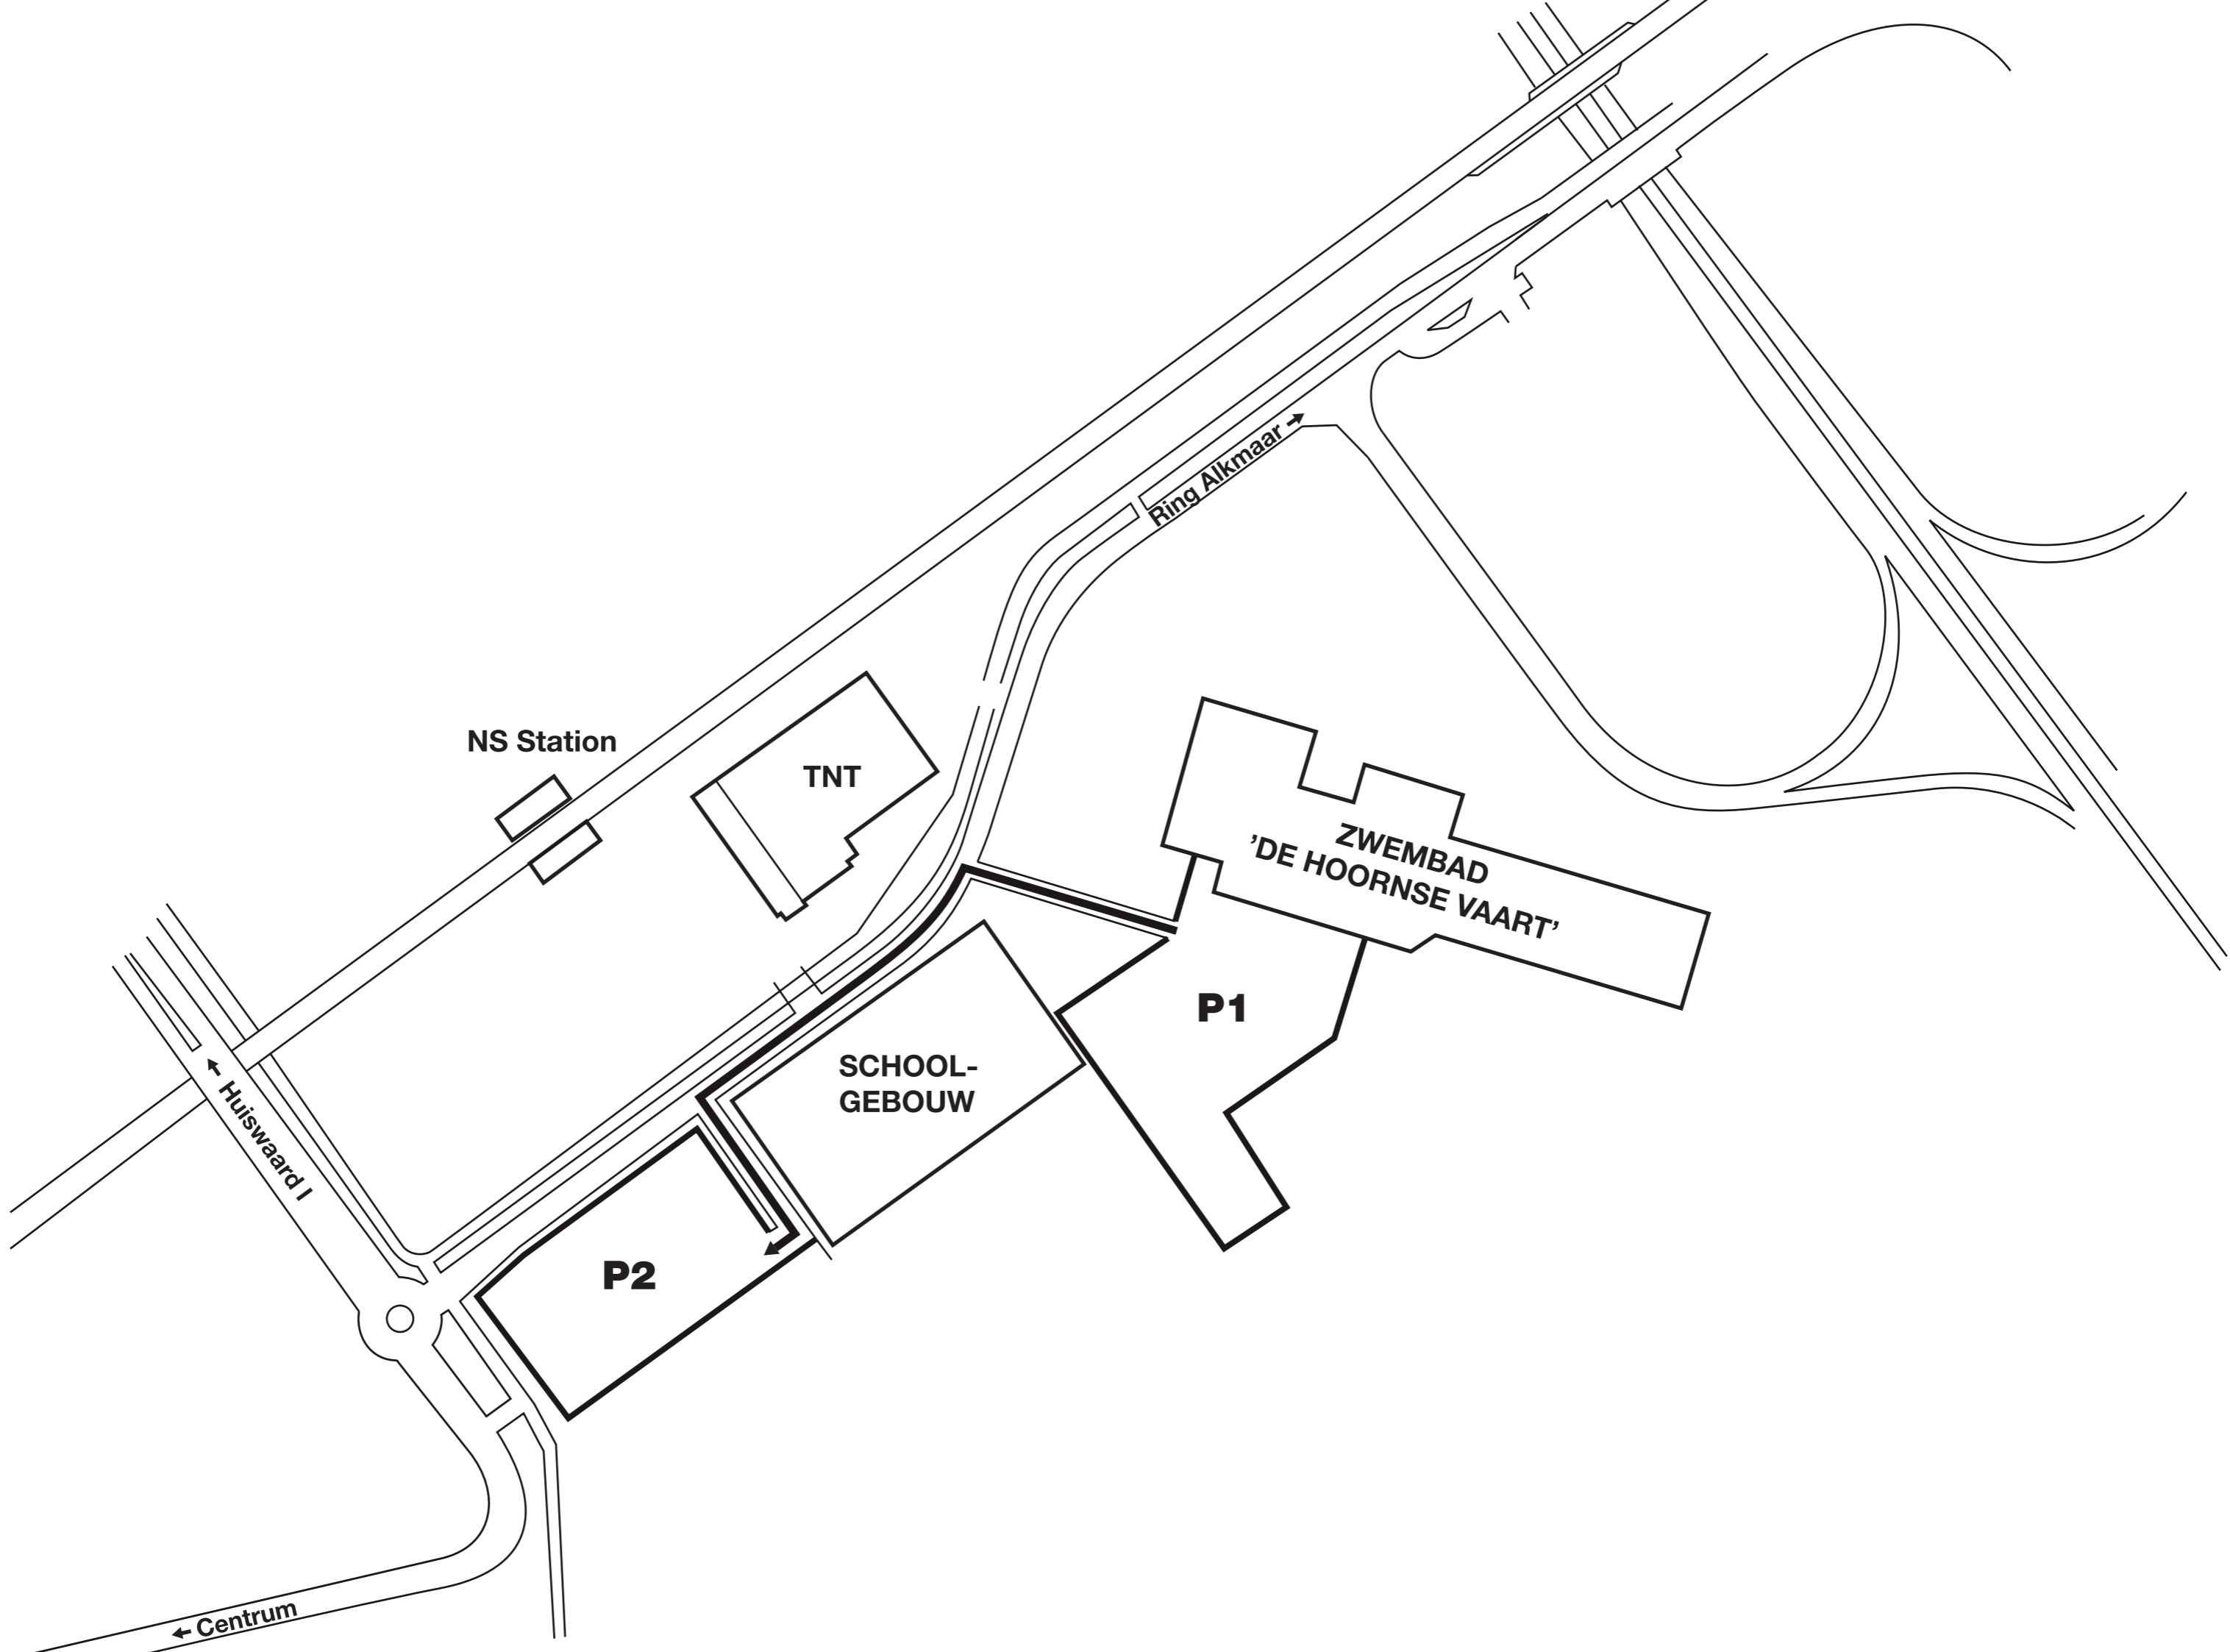 Ring Alkmaar
NS Station
TNT
ZWEMBAD
’DE HOORNSE VAART’
P1
SCHOOL-
GEBOUW
Huiswaard I
P2
Centrum